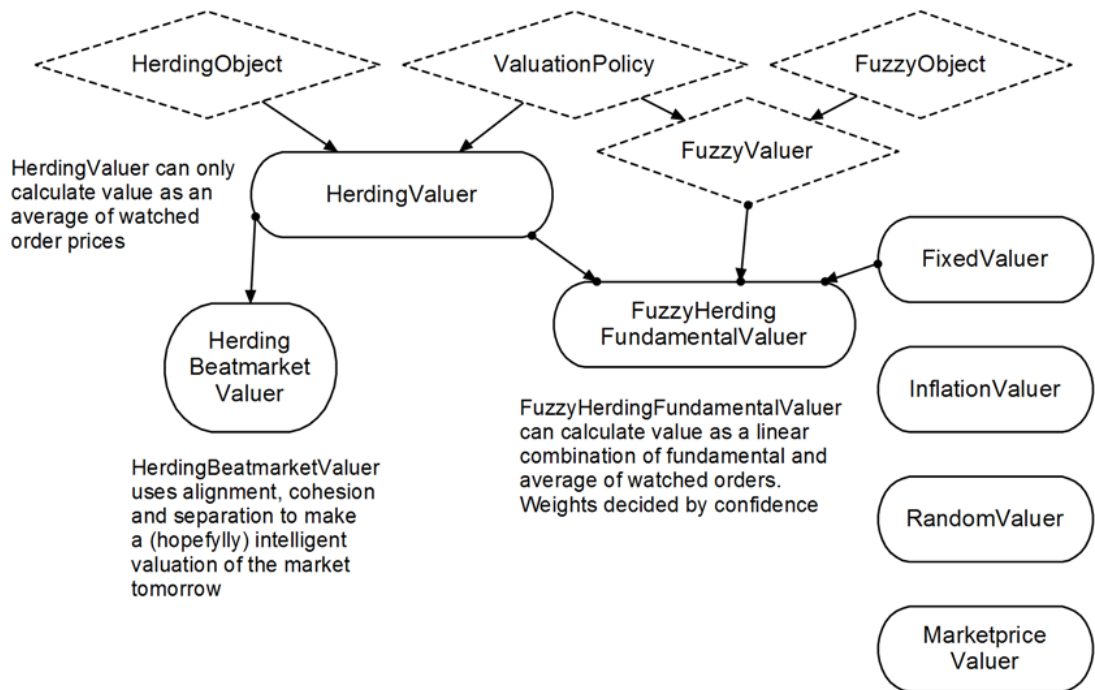 HerdingObject
ValuationPolicy
FuzzyObject
FuzzyValuer
HerdingValuer can only
calculate value as an
average of watched
order prices
HerdingValuer
FixedValuer
FuzzyHerding
FundamentalValuer
Herding
Beatmarket
Valuer
InflationValuer
FuzzyHerdingFundamentalValuer
can calculate value as a linear
combination of fundamental and
average of watched orders.
Weights decided by confidence
HerdingBeatmarketValuer
uses alignment, cohesion
and separation to make
a (hopefylly) intelligent
valuation of the market
tomorrow
RandomValuer
Marketprice
Valuer